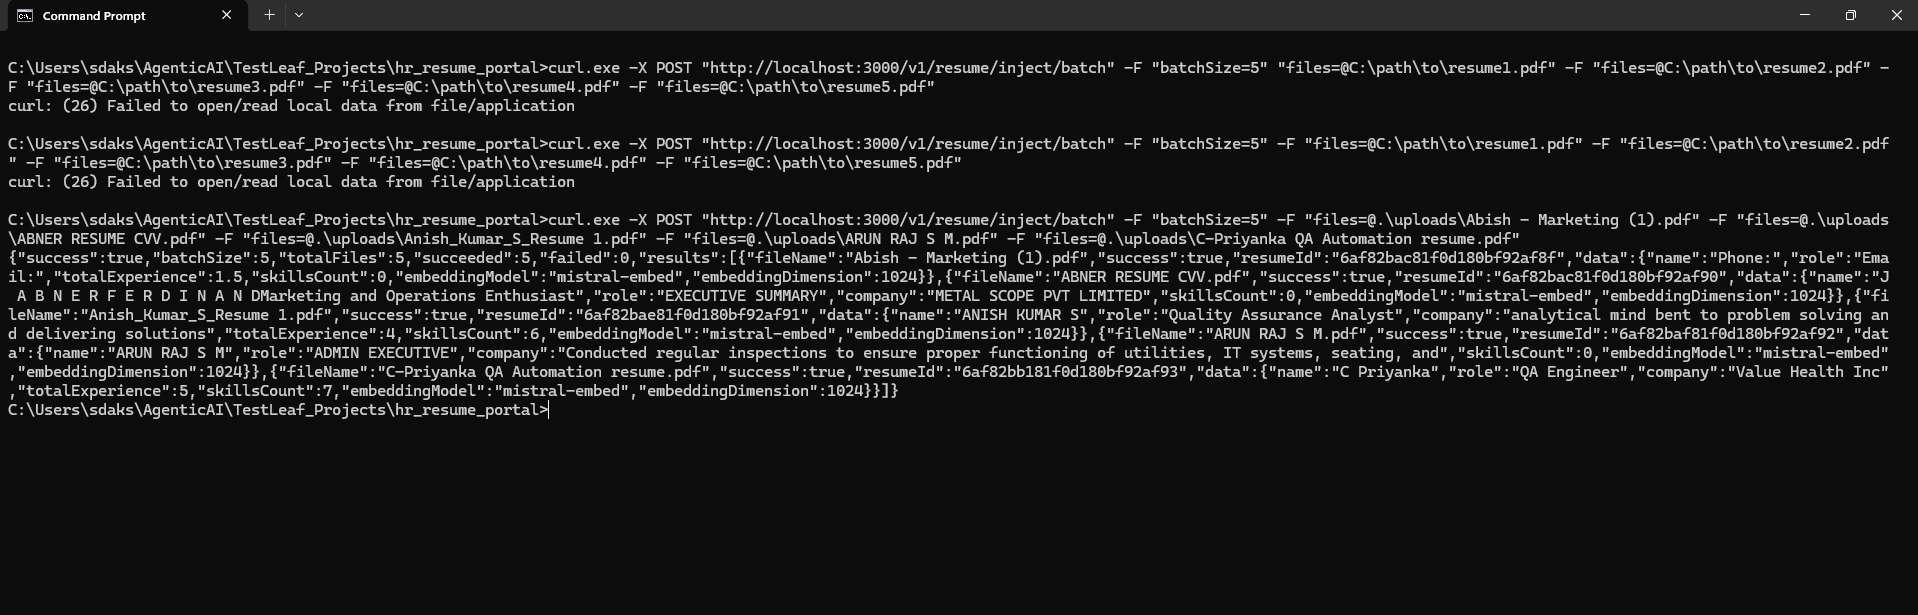 Command Prompt
C:\Users\sdaks\AgenticAI\TestLeaf_Projects\hr_resume_portal>curl.exe -X POST "http://localhost:3000/v1/resume/inject/batch" -F "batchSize=5" "files=@C:\path\to\resume1.pdf" -F "files=@C:\path\to\resume2.pdf" -
F "files=@C:\path\to\resume3.pdf" -F "files=@C:\path\to\resume4.pdf" -F "files=@C:\path\to\resume5.pdf"
curl: (26) Failed to open/read local data from file/application
C:\Users\sdaks\AgenticAI\TestLeaf_Projects\hr_resume_portal>curl.exe -X POST "http://localhost:3000/v1/resume/inject/batch" -F "batchSize=5" -F "files=@C:\path\to\resume1.pdf" -F "files=@C:\path\to\resume2.pdf
" -F "files=@C:\path\to\resume3.pdf" -F "files=@C:\path\to\resume4.pdf" -F "files=@C:\path\to\resume5.pdf"
curl: (26) Failed to open/read local data from file/application
C:\Users\sdaks\AgenticAI\TestLeaf_Projects\hr_resume_portal>curl.exe -X POST "http://localhost:3000/v1/resume/inject/batch" -F "batchSize=5" -F "files=@.\uploads\Abish - Marketing (1).pdf" -F "files=@.\uploads
\ABNER RESUME CVV.pdf" -F "files=@.\uploads\Anish_Kumar_S_Resume 1.pdf" -F "files=@.\uploads\ARUN RAJ S M.pdf" -F "files=@.\uploads\C-Priyanka QA Automation resume.pdf"
{"success":true,"batchSize":5,"totalFiles":5,"succeeded":5,"failed":0,"results":[{"fileName":"Abish - Marketing (1).pdf","success":true,"resumeId":"6af82bac81f0d180bf92af8f","data":{"name":"Phone:","role":"Ema
il:","totalExperience":1.5,"skillsCount":0,"embeddingModel":"mistral-embed","embeddingDimension":1024}},{"fileName":"ABNER RESUME CVV.pdf","success":true,"resumeId":"6af82bac81f0d180bf92af90","data":{"name":"J
 A B N E R F E R D I N A N DMarketing and Operations Enthusiast","role":"EXECUTIVE SUMMARY","company":"METAL SCOPE PVT LIMITED","skillsCount":0,"embeddingModel":"mistral-embed","embeddingDimension":1024}},{"fi
leName":"Anish_Kumar_S_Resume 1.pdf","success":true,"resumeId":"6af82bae81f0d180bf92af91","data":{"name":"ANISH KUMAR S","role":"Quality Assurance Analyst","company":"analytical mind bent to problem solving an
d delivering solutions","totalExperience":4,"skillsCount":6,"embeddingModel":"mistral-embed","embeddingDimension":1024}},{"fileName":"ARUN RAJ S M.pdf","success":true,"resumeId":"6af82baf81f0d180bf92af92","dat
a":{"name":"ARUN RAJ S M","role":"ADMIN EXECUTIVE","company":"Conducted regular inspections to ensure proper functioning of utilities, IT systems, seating, and","skillsCount":0,"embeddingModel":"mistral-embed"
,"embeddingDimension":1024}},{"fileName":"C-Priyanka QA Automation resume.pdf","success":true,"resumeId":"6af82bb181f0d180bf92af93","data":{"name":"C Priyanka","role":"QA Engineer","company":"Value Health Inc"
,"totalExperience":5,"skillsCount":7,"embeddingModel":"mistral-embed","embeddingDimension":1024}}]}
C:\Users\sdaks\AgenticAI\TestLeaf_Projects\hr_resume_portal>